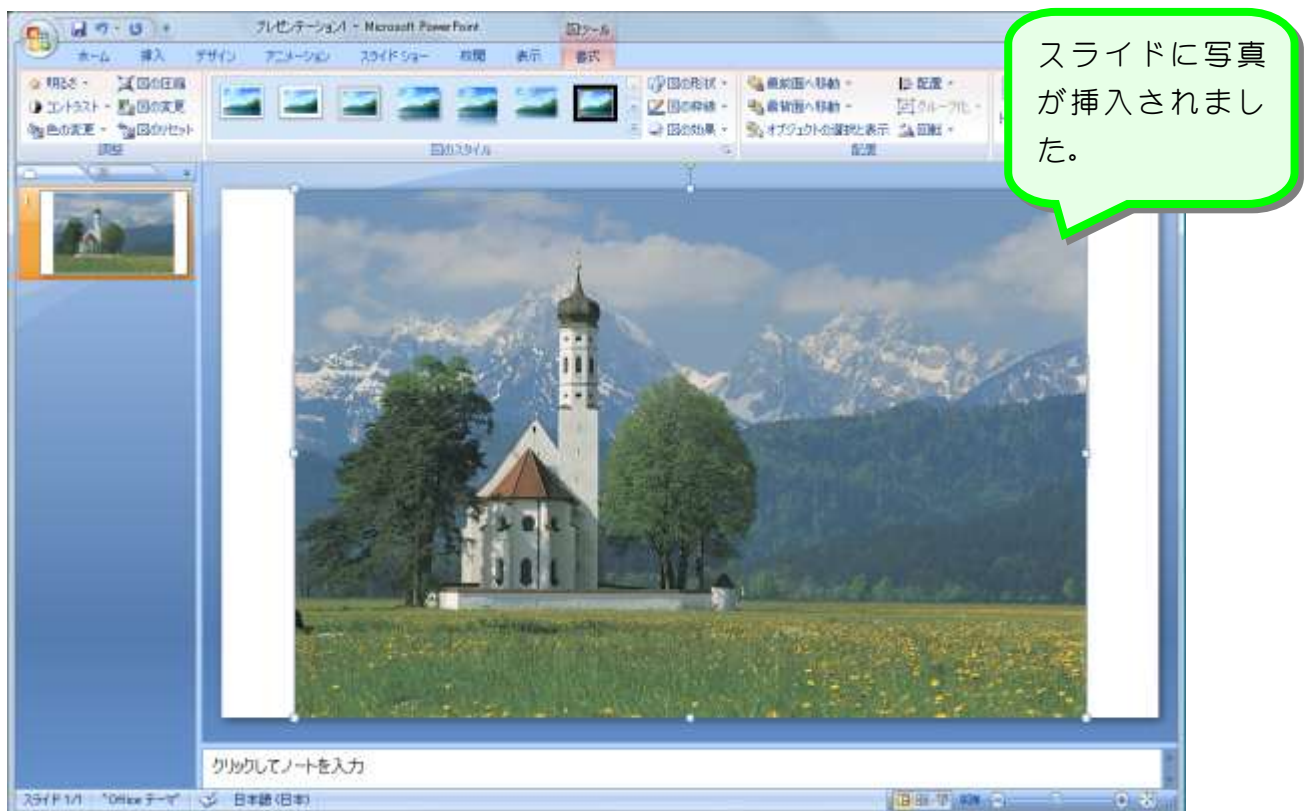 プレゼンテーション1 - Microsoft PowerPoint
図ツール
ホーム 挿入 デザイン アニメーション スライド ショー 校閲 表示 書式
明るさ 図の圧縮
コントラスト 図の変更
色の変更 図のリセット
調整
図のスタイル
図の形状
図の枠線
図の効果
最前面へ移動 配置
最背面へ移動 グループ化
オブジェクトの選択と表示 回転
配置
スライドに写真
が挿入されまし
た。
1
クリックしてノートを入力
スライド 1/1 "Office テーマ" 日本語 (日本)